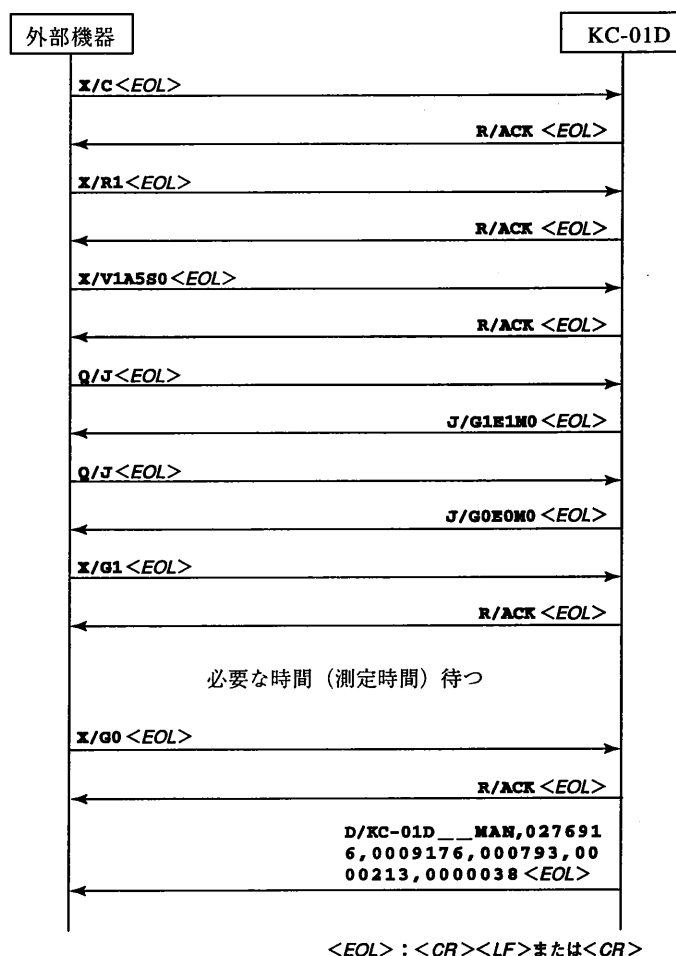 外部機器
KC-01D
X/C<EOL>
R/ACK <EOL>
X/R1<EOL>
R/ACK <EOL>
X/V1A5S0<EOL>
R/ACK <EOL>
Q/J<EOL>
J/G1E1M0<EOL>
Q/J<EOL>
J/G0E0M0<EOL>
X/G1<EOL>
R/ACK <EOL>
必要な時間（測定時間）待つ
X/G0<EOL>
R/ACK <EOL>
D/KC-01D__MAN,027691
6,0009176,000793,00
00213,0000038<EOL>
<EOL>：<CR><LF>または<CR>